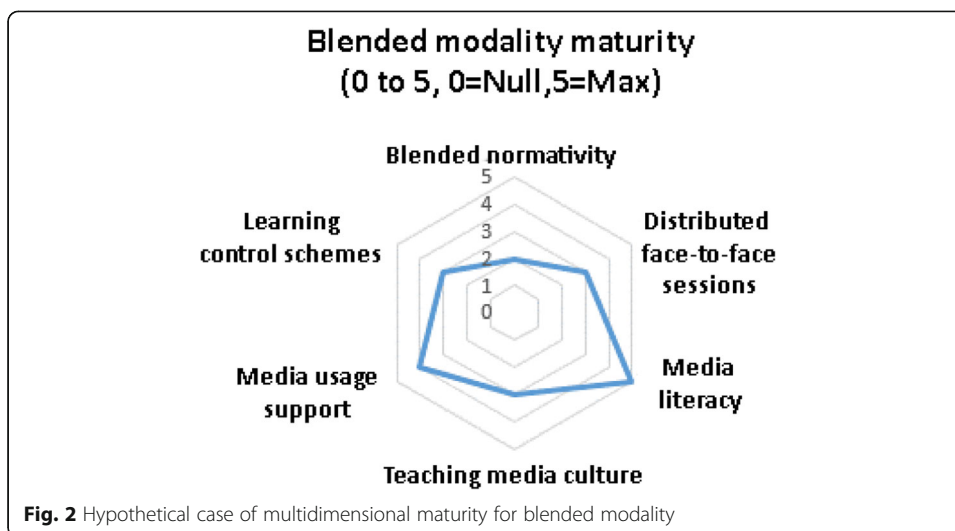 Blended modality maturity
(0 to 5, 0=Null,5=Max)
Blended normativity
5
4
3
2
1
0
Learning
control schemes
Distributed
face-to-face
sessions
Media usage
support
Media
literacy
Teaching media culture
Fig. 2 Hypothetical case of multidimensional maturity for blended modality